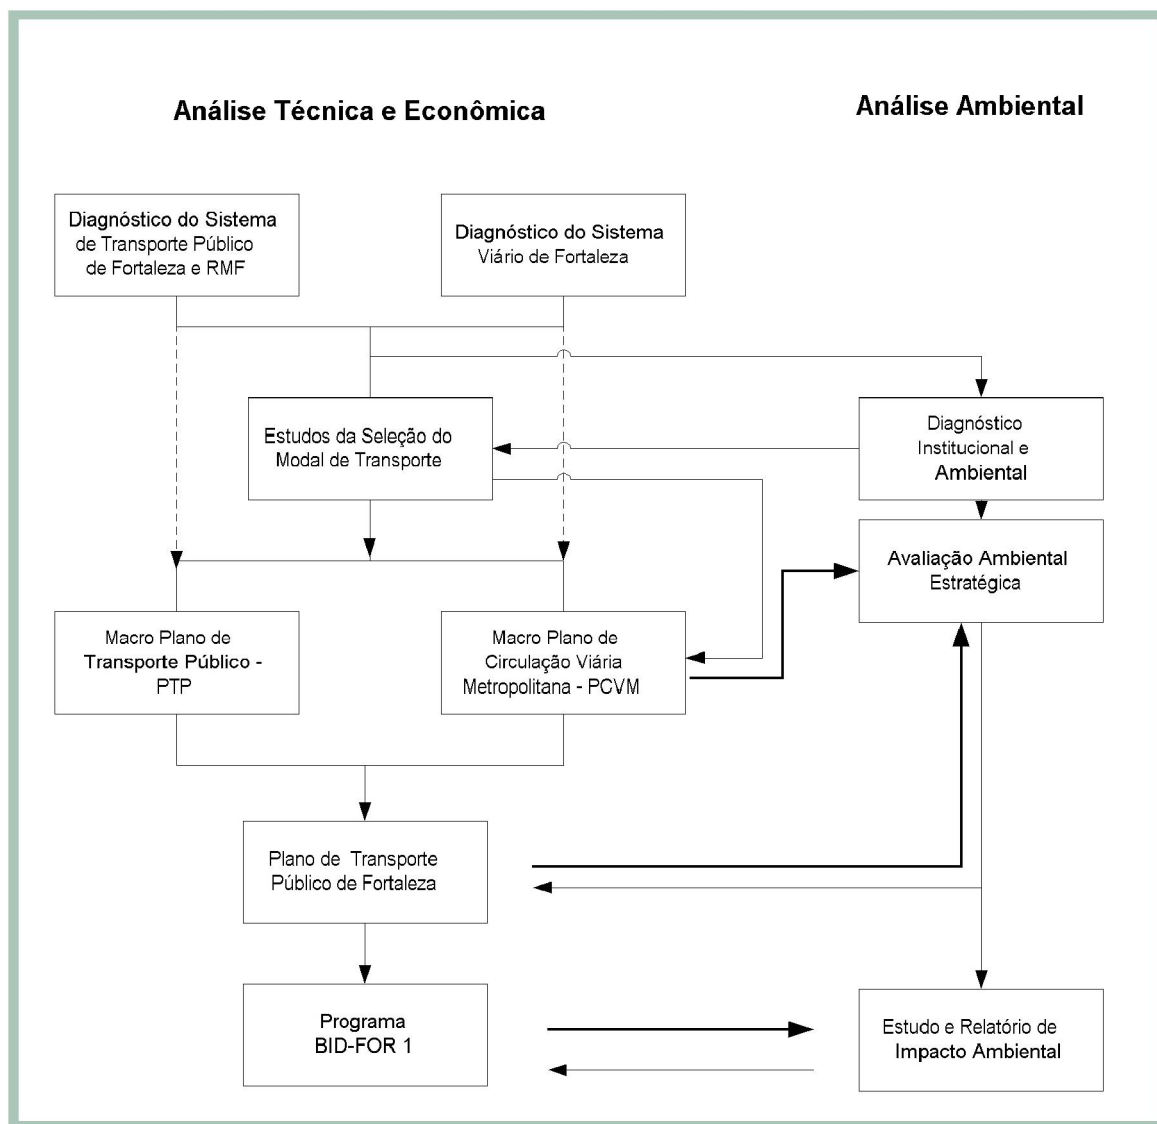 Análise Técnica e Econômica
Análise Ambiental
Diagnóstico do Sistema
de Transporte Público
de Fortaleza e RMF
Diagnóstico do Sistema
Viário de Fortaleza
Estudos da Seleção do
Modal de Transporte
Diagnóstico
Institucional e
Ambiental
Avaliação Ambiental
Estratégica
Macro Plano de
Transporte Público -
PTP
Macro Plano de
Circulação Viária
Metropolitana - PCVM
Plano de Transporte
Público de Fortaleza
Programa
BID-FOR 1
Estudo e Relatório de
Impacto Ambiental